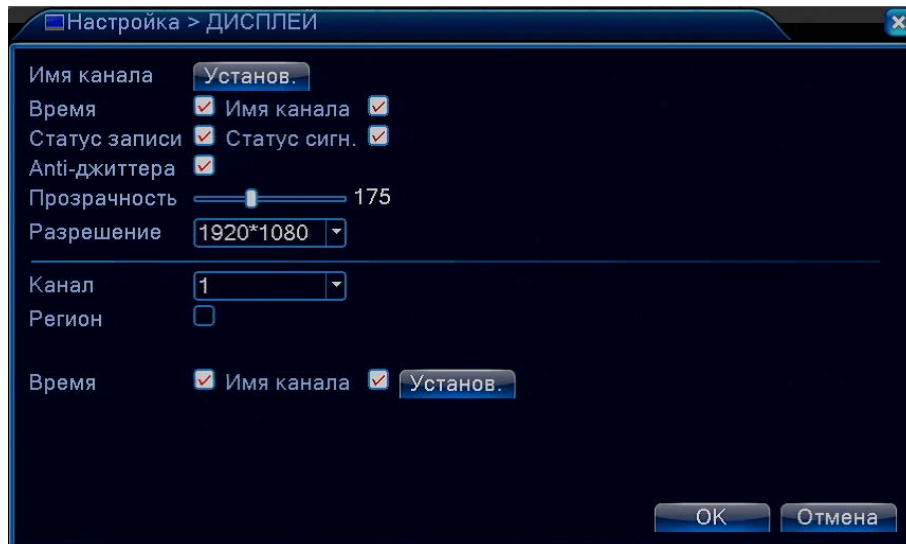 Настройка > ДИСПЛЕЙ
Имя канала Установ.
Время Имя канала
Статус записи Статус сигн.
Anti-джиттера
Прозрачность 175
Разрешение 1920*1080
Канал 1
Регион
Время Имя канала Установ.
OK Отмена